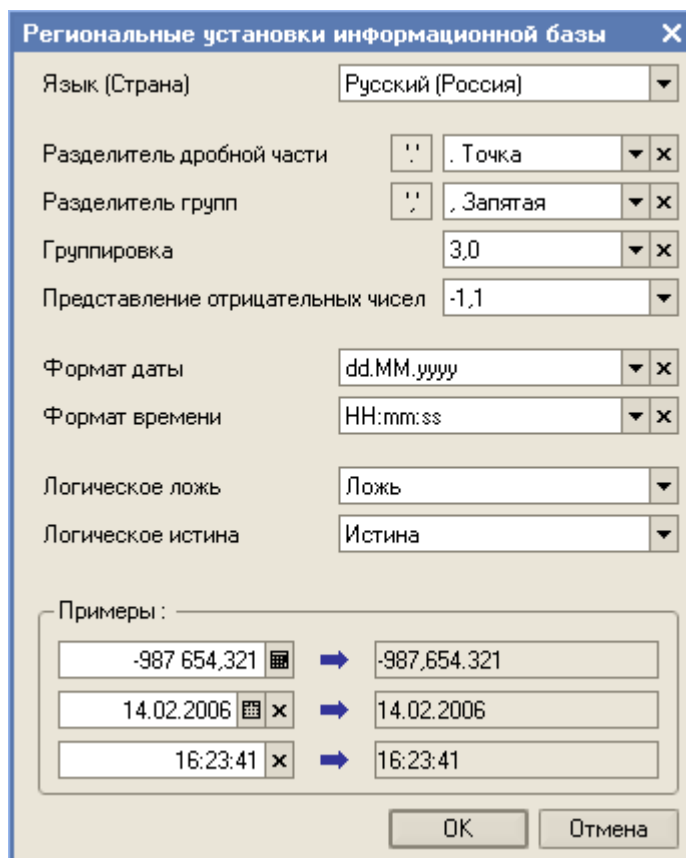 Региональные установки информационной базы
Язык (Страна) Русский (Россия)
Разделитель дробной части '.' . Точка
Разделитель групп ',' , Запятая
Группировка 3,0
Представление отрицательных чисел -1,1
Формат даты dd.MM.yyyy
Формат времени HH:mm:ss
Логическое ложь Ложь
Логическое истина Истина
Примеры :
-987 654,321 -987,654.321
14.02.2006 14.02.2006
16:23:41 16:23:41
OK Отмена